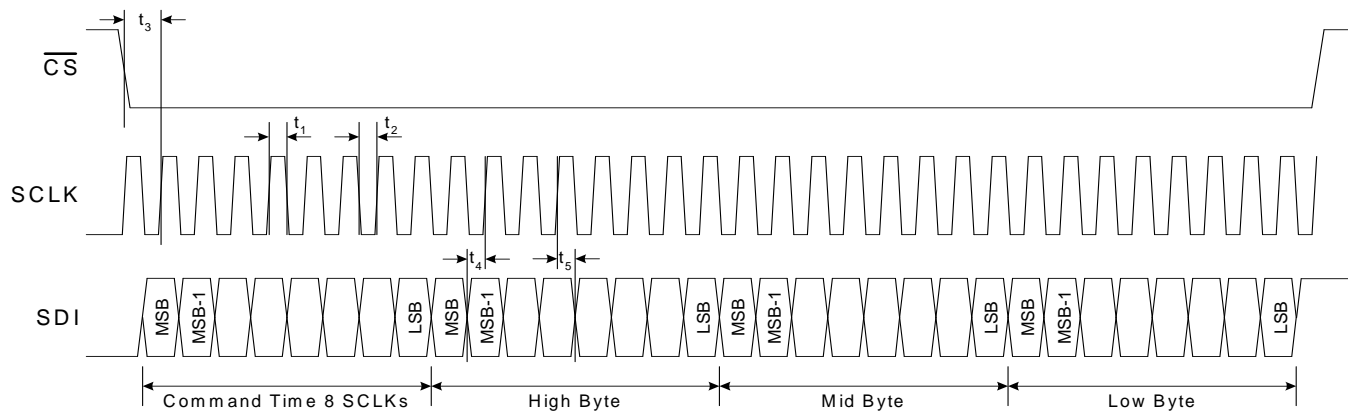 t3
CS
t1
t2
SCLK
t4
t5
SDI
MSB MSB-1 LSB MSB MSB-1 LSB MSB MSB-1 LSB MSB MSB-1 LSB
Command Time 8 SCLKs High Byte Mid Byte Low Byte